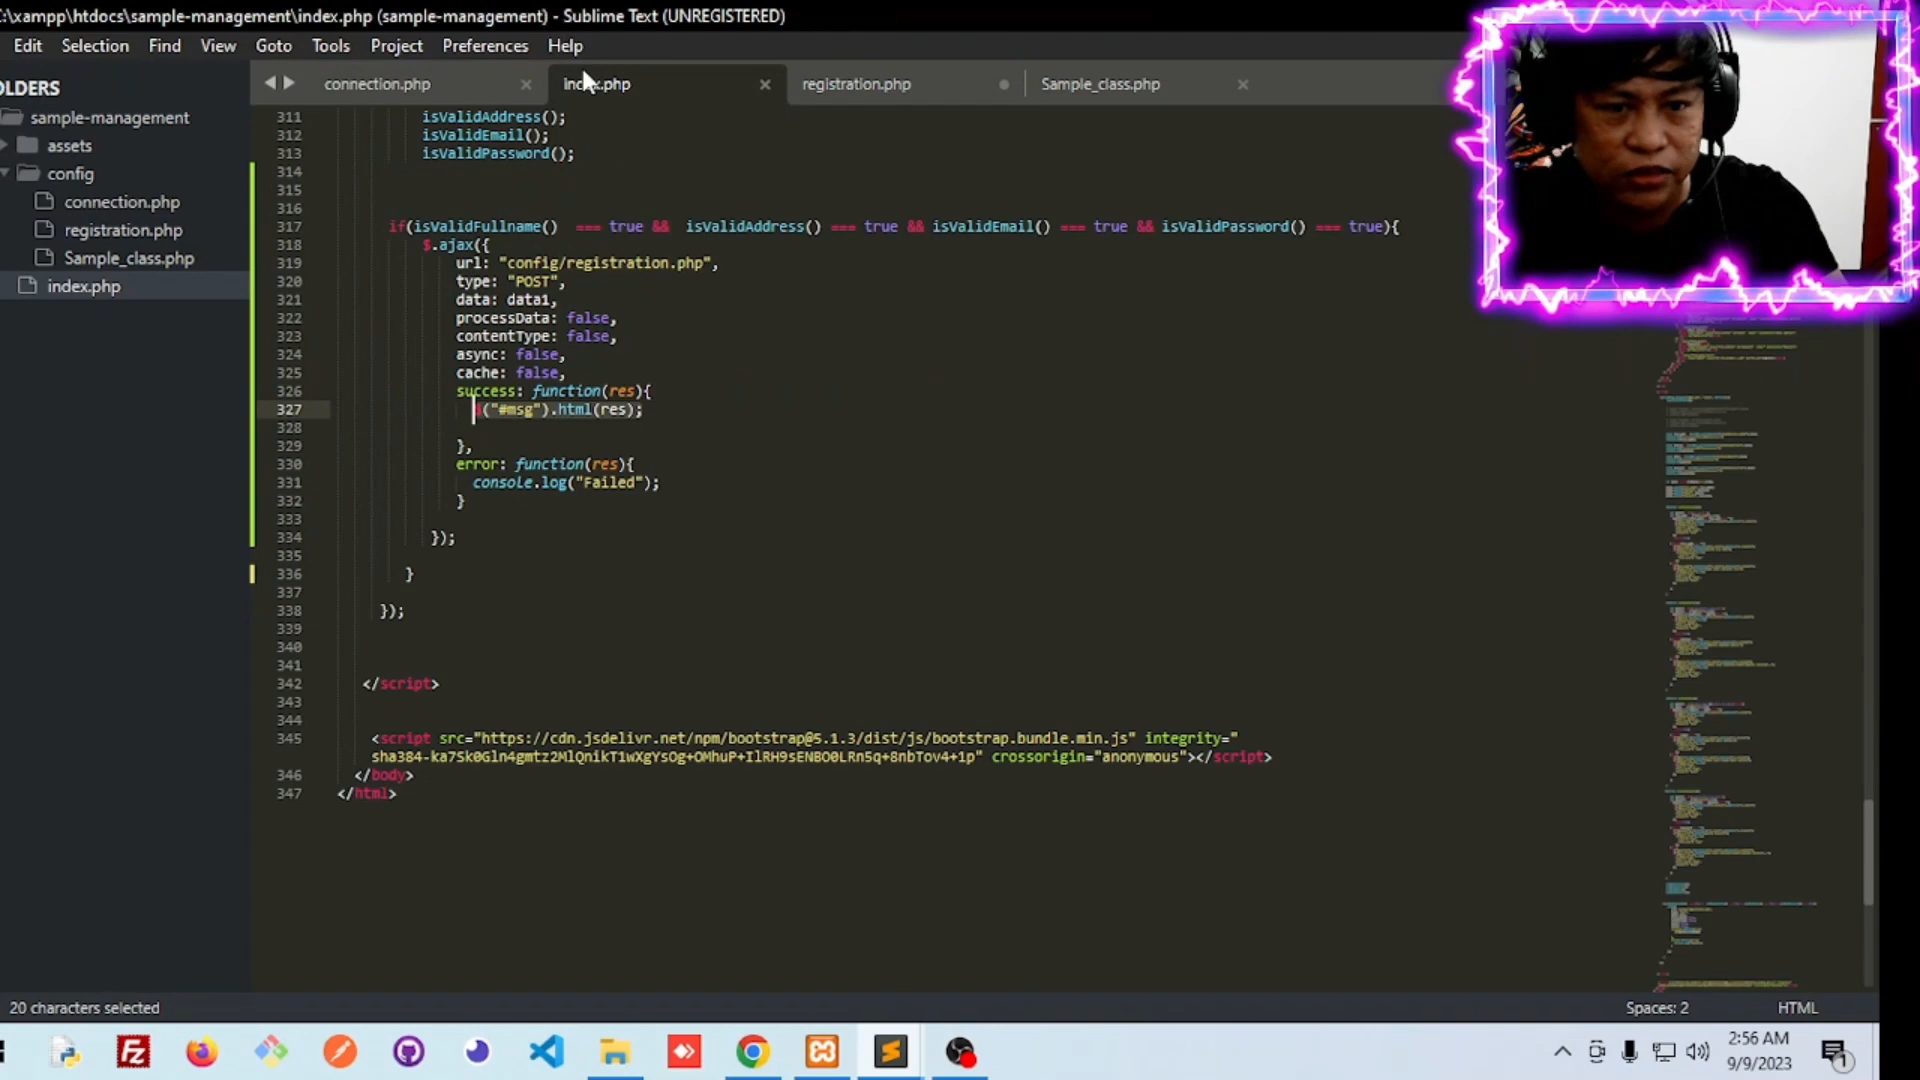 :\xampp\htdocs\sample-management\index.php (sample-management) - Sublime Text (UNREGISTERED)
Edit Selection Find View Goto Tools Project Preferences Help
OLDERS
sample-management
assets
config
connection.php
registration.php
Sample_class.php
index.php
connection.php × index.php × registration.php Sample_class.php ×
311 isValidAddress();
312 isValidEmail();
313 isValidPassword();
314
315
316
317 if(isValidFullname() === true && isValidAddress() === true && isValidEmail() === true && isValidPassword() === true){
318 $.ajax({
319 url: "config/registration.php",
320 type: "POST",
321 data: data1,
322 processData: false,
323 contentType: false,
324 async: false,
325 cache: false,
326 success: function(res){
327 $("#msg").html(res);
328
329 },
330 error: function(res){
331 console.log("Failed");
332 }
333
334 });
335
336 }
337
338 });
339
340
341
342 </script>
343
344
345 <script src="https://cdn.jsdelivr.net/npm/bootstrap@5.1.3/dist/js/bootstrap.bundle.min.js" integrity="
sha384-ka7Sk0Gln4gmtz2MlQnikT1wXgYsOg+OMhuP+IlRH9sENBO0LRn5q+8nbTov4+1p" crossorigin="anonymous"></script>
346 </body>
347 </html>
20 characters selected
Spaces: 2 HTML
2:56 AM
9/9/2023
1